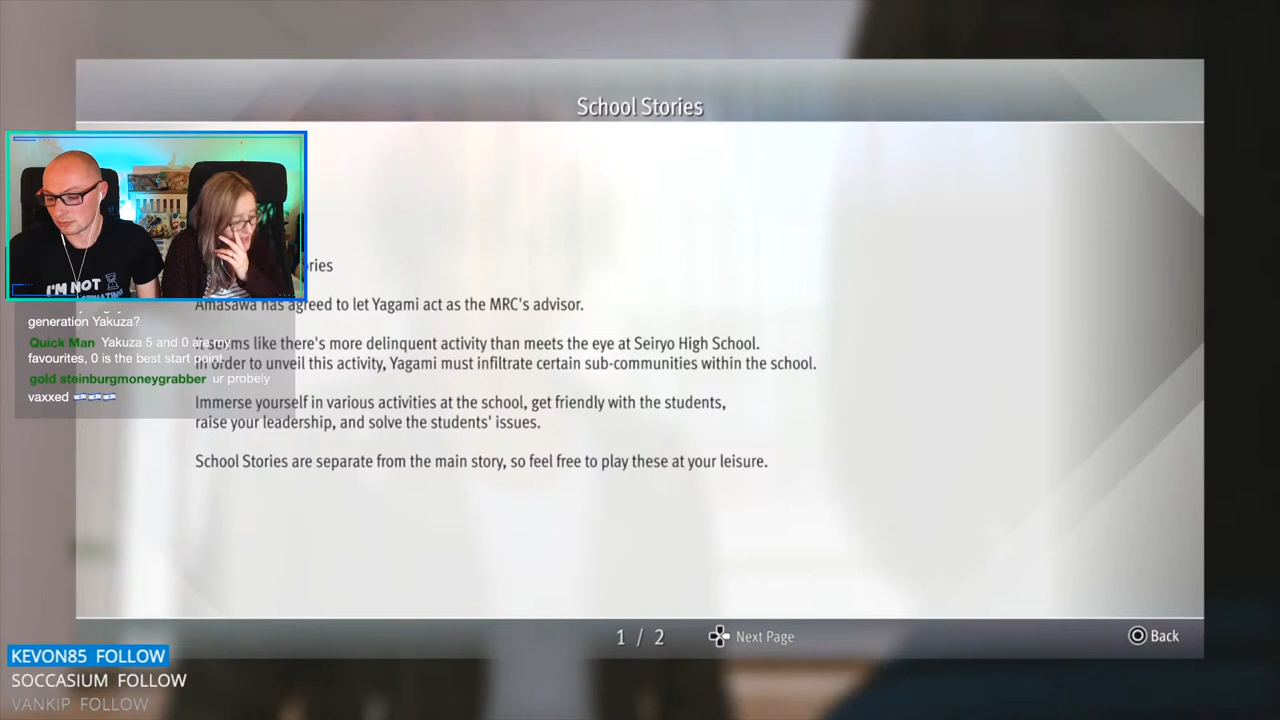 School Stories
ries
Amasawa has agreed to let Yagami act as the MRC's advisor.
It seems like there's more delinquent activity than meets the eye at Seiryo High School.
In order to unveil this activity, Yagami must infiltrate certain sub-communities within the school.
Immerse yourself in various activities at the school, get friendly with the students,
raise your leadership, and solve the students' issues.
School Stories are separate from the main story, so feel free to play these at your leisure.
I'M NOT
generation Yakuza?
Quick Man Yakuza 5 and 0 are my
favourites, 0 is the best start point
gold steinburgmoneygrabber ur probely
vaxxed
1 / 2 Next Page
Back
KEVON85 FOLLOW
SOCCASIUM FOLLOW
VANKIP FOLLOW